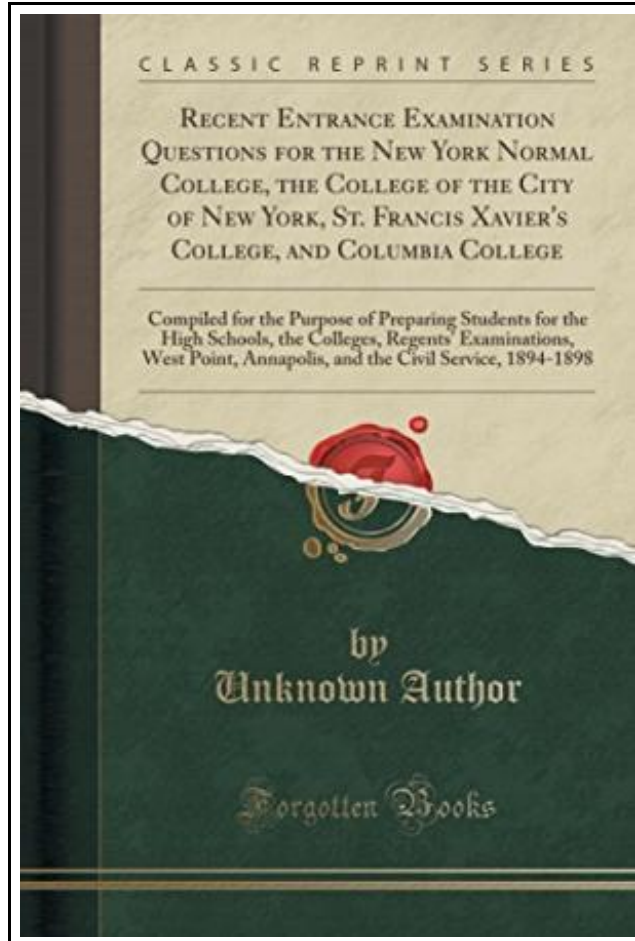 CLASSIC REPRINT SERIES
RECENT ENTRANCE EXAMINATION
QUESTIONS FOR THE NEW YORK NORMAL
COLLEGE, THE COLLEGE OF THE CITY
OF NEW YORK, ST. FRANCIS XAVIER'S
COLLEGE, AND COLUMBIA COLLEGE
Compiled for the Purpose of Preparing Students for the
High Schools, the Colleges, Regents' Examinations,
West Point, Annapolis, and the Civil Service, 1894-1898
by
Unknown Author
Forgotten Books